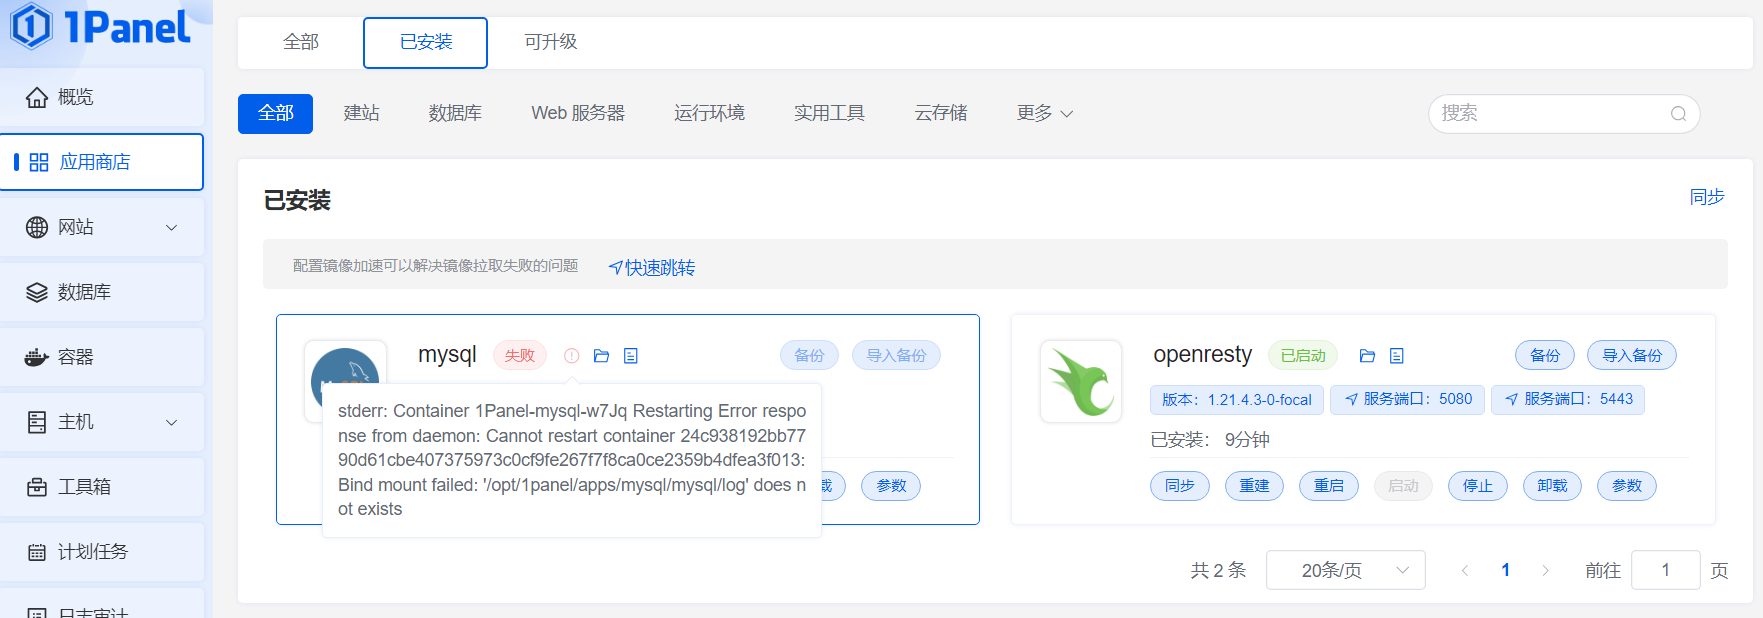 1Panel
全部
已安装
可升级
概览
全部
建站
数据库
Web 服务器
运行环境
实用工具
云存储
更多
搜索
应用商店
已安装
同步
网站
配置镜像加速可以解决镜像拉取失败的问题
快速跳转
数据库
容器
mysql
失败
备份
导入备份
stderr: Container 1Panel-mysql-w7Jq Restarting Error respo
nse from daemon: Cannot restart container 24c938192bb77
90d61cbe407375973c0cf9fe267f7f8ca0ce2359b4dfea3f013:
Bind mount failed: '/opt/1panel/apps/mysql/mysql/log' does n
ot exists
载
参数
openresty
已启动
备份
导入备份
版本：1.21.4.3-0-focal
服务端口：5080
服务端口：5443
已安装： 9分钟
同步
重建
重启
启动
停止
卸载
参数
主机
工具箱
计划任务
日志审计
共 2 条
20条/页
1
前往
1
页